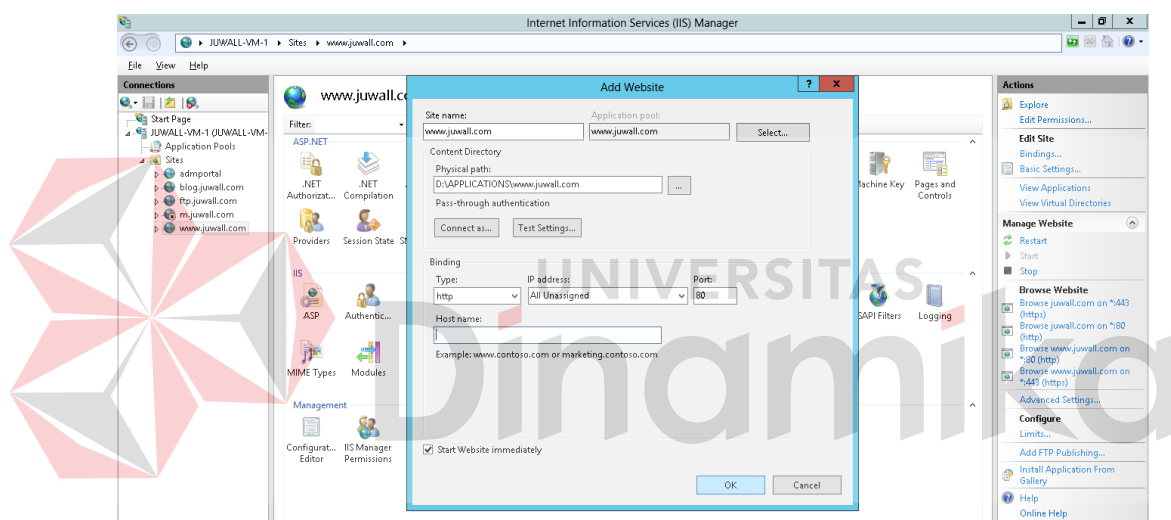 Internet Information Services (IIS) Manager
JUWALL-VM-1 ▸ Sites ▸ www.juwall.com ▸
File View Help
Connections
Start Page
JUWALL-VM-1 (JUWALL-VM-
Application Pools
Sites
admportal
blog.juwall.com
ftp.juwall.com
m.juwall.com
www.juwall.com
www.juwall.co
Filter:
ASP.NET
.NET Authorizat...
.NET Compilation
Providers
Session State
IIS
ASP
Authentic...
MIME Types
Modules
Management
Configurat... Editor
IIS Manager Permissions
Add Website
Site name:
Application pool:
www.juwall.com
www.juwall.com
Select...
Content Directory
Physical path:
D:\APPLICATIONS\www.juwall.com
...
Pass-through authentication
Connect as...
Test Settings...
Binding
Type:
IP address:
Port:
http
All Unassigned
80
Host name:
Example: www.contoso.com or marketing.contoso.com
Start Website immediately
OK
Cancel
Machine Key
Pages and Controls
SAPI Filters
Logging
Actions
Explore
Edit Permissions...
Edit Site
Bindings...
Basic Settings...
View Applications
View Virtual Directories
Manage Website
Restart
Start
Stop
Browse Website
Browse juwall.com on *:443
(https)
Browse juwall.com on *:80
(http)
Browse www.juwall.com on
*:80 (http)
Browse www.juwall.com on
*:443 (https)
Advanced Settings...
Configure
Limits...
Add FTP Publishing...
Install Application From
Gallery
Help
Online Help
UNIVERSITAS
Dinamika